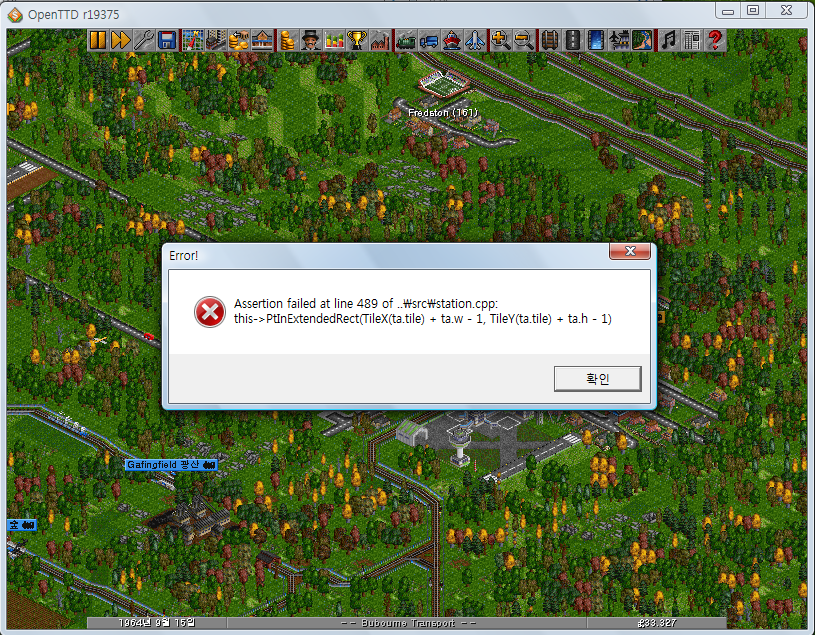 OpenTTD r19375
Fredston (161)
Error!
Assertion failed at line 489 of ..₩src₩station.cpp:
this->PtInExtendedRect(TileX(ta.tile) + ta.w - 1, TileY(ta.tile) + ta.h - 1)
확인
Gafingfield 광산
1964년 9월 15일
-- Bubourne Transport --
£33,327